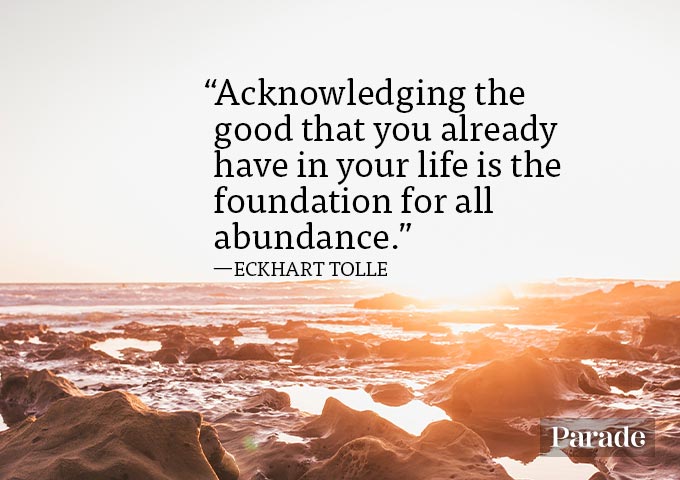 “Acknowledging the
good that you already
have in your life is the
foundation for all
abundance.”
—ECKHART TOLLE
Parade